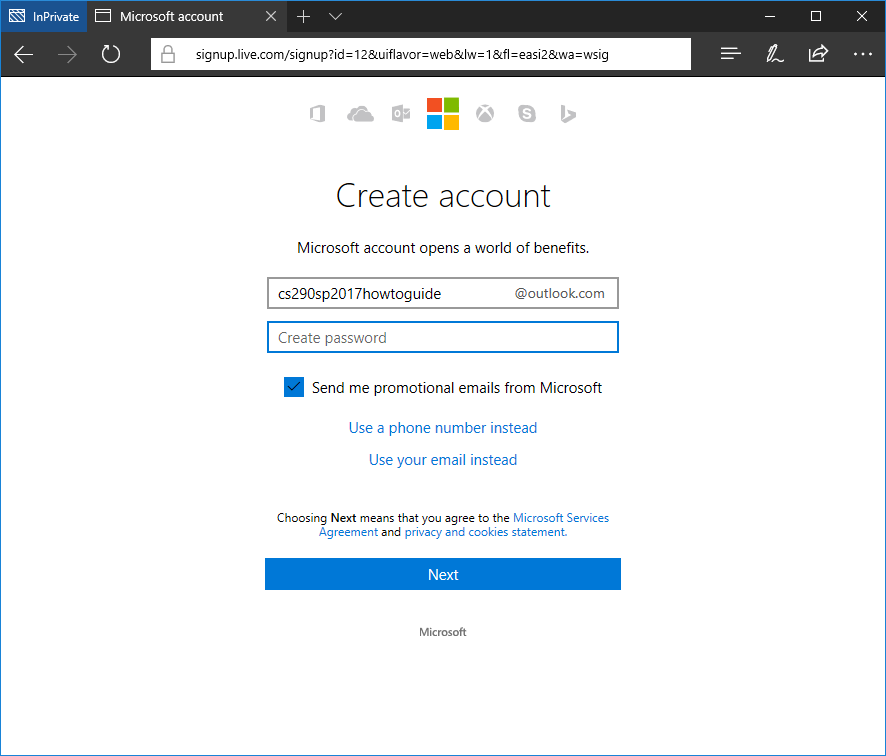 InPrivate
Microsoft account
signup.live.com/signup?id=12&uiflavor=web&lw=1&fl=easi2&wa=wsig
Create account
Microsoft account opens a world of benefits.
cs290sp2017howtoguide @outlook.com
Create password
Send me promotional emails from Microsoft
Use a phone number instead
Use your email instead
Choosing Next means that you agree to the Microsoft Services
Agreement and privacy and cookies statement.
Next
Microsoft